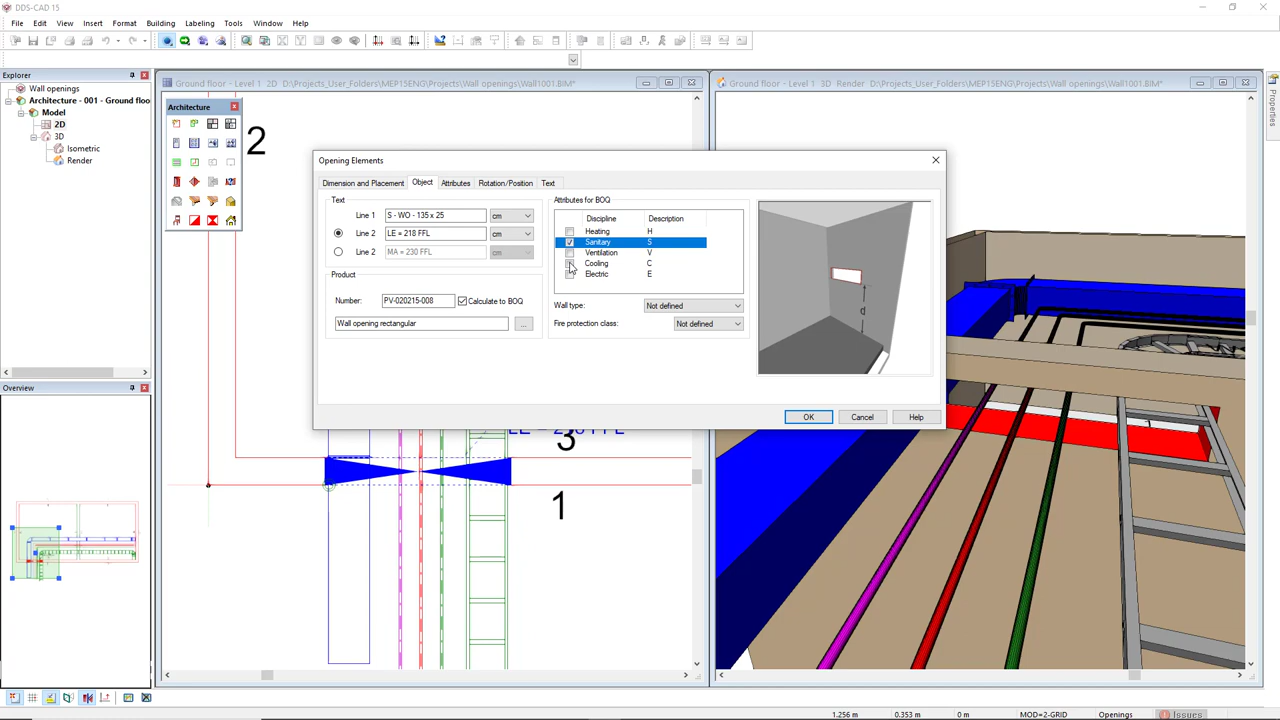 DDS-CAD 15
File Edit View Insert Format Building Labeling Tools Window Help
Explorer
Wall openings
Architecture - 001 - Ground floo
Model
2D
3D
Isometric
Render
Overview
Ground floor - Level 1 2D D:\Projects_User_Folders\MEP15ENG\Projects\Wall openings\Wall1001.BIM*
Architecture
2
Ground floor - Level 1 3D Render D:\Projects_User_Folders\MEP15ENG\Projects\Wall openings\Wall1001.BIM*
Properties
Opening Elements
Dimension and Placement Object Attributes Rotation/Position Text
Text
Line 1 S - WO - 135 x 25 cm
Line 2 LE = 218 FFL cm
Line 2 MA = 230 FFL cm
Product
Number: PV-020215-008 Calculate to BOQ
Wall opening rectangular ...
Attributes for BOQ
Discipline Description
Heating H
Sanitary S
Ventilation V
Cooling C
Electric E
Wall type: Not defined
Fire protection class: Not defined
d
OK Cancel Help
3
1
1.256 m 0.353 m 0 m MOD=2-GRID Openings Issues